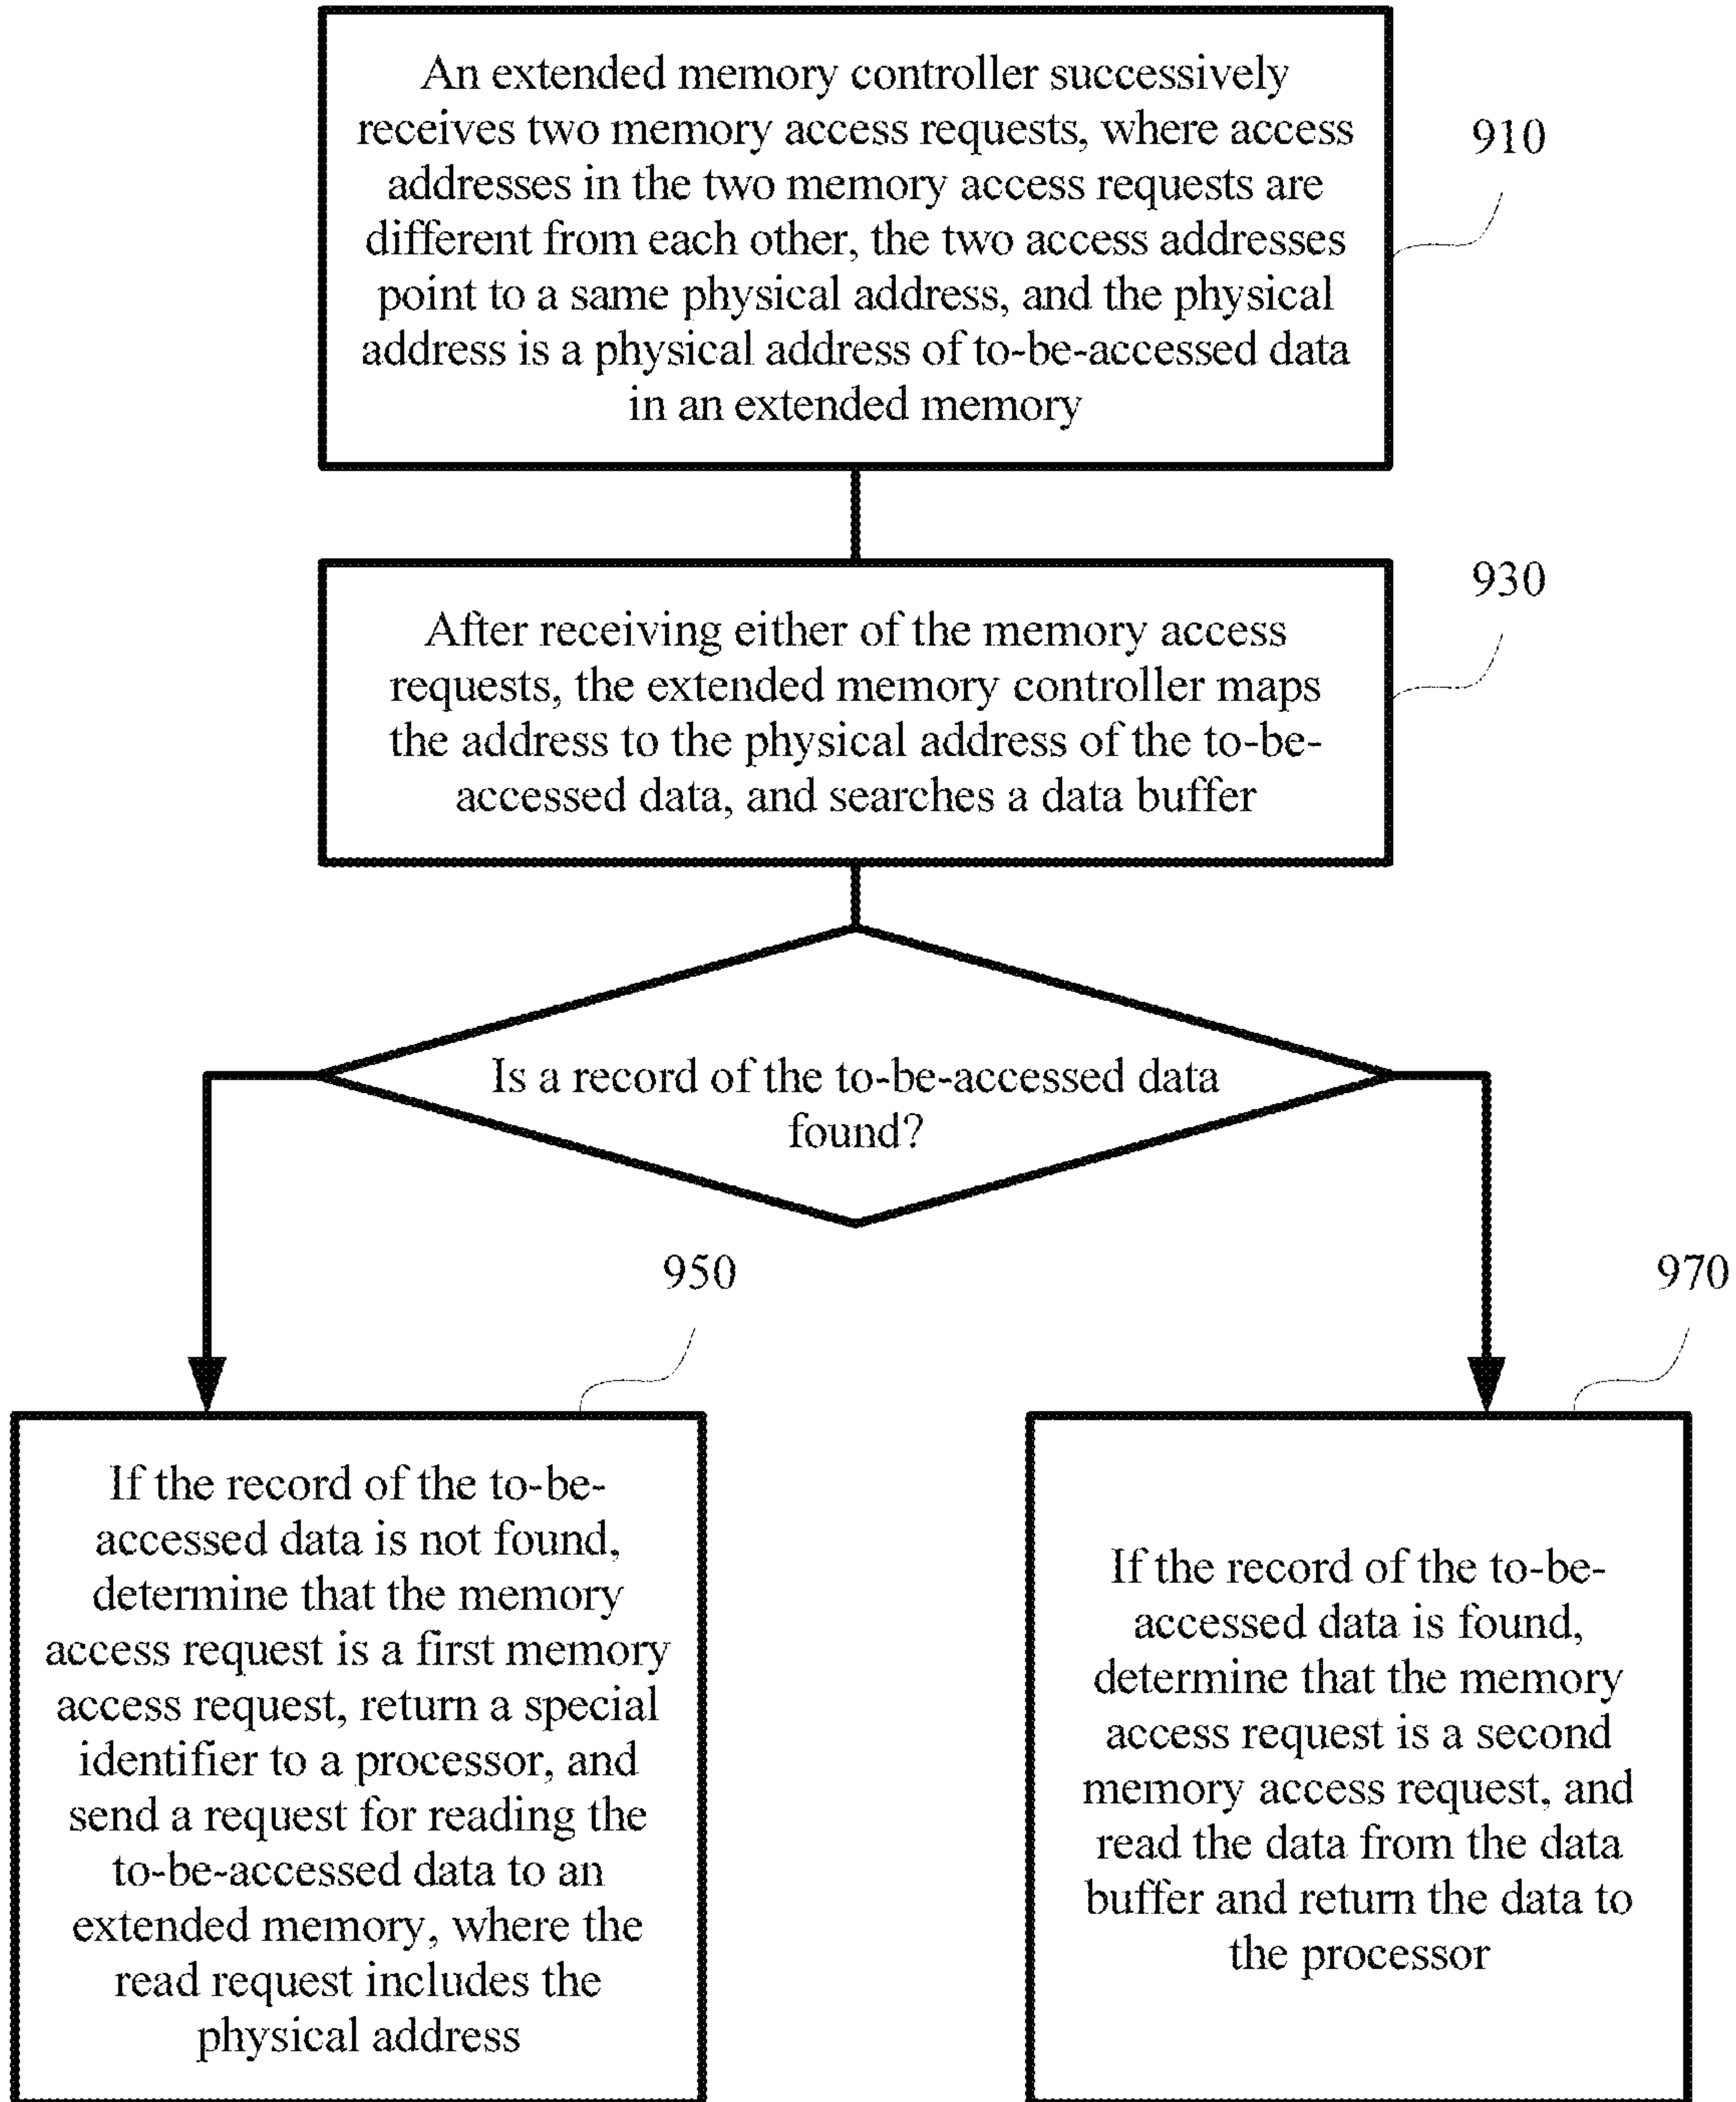 An extended memory controller successively
receives two memory access requests, where access
addresses in the two memory access requests are
different from each other, the two access addresses
point to a same physical address, and the physical
address is a physical address of to-be-accessed data
in an extended memory
910
After receiving either of the memory access
requests, the extended memory controller maps
the address to the physical address of the to-be-
accessed data, and searches a data buffer
930
Is a record of the to-be-accessed data
found?
950
If the record of the to-be-
accessed data is not found,
determine that the memory
access request is a first memory
access request, return a special
identifier to a processor, and
send a request for reading the
to-be-accessed data to an
extended memory, where the
read request includes the
physical address
970
If the record of the to-be-
accessed data is found,
determine that the memory
access request is a second
memory access request, and
read the data from the data
buffer and return the data to
the processor